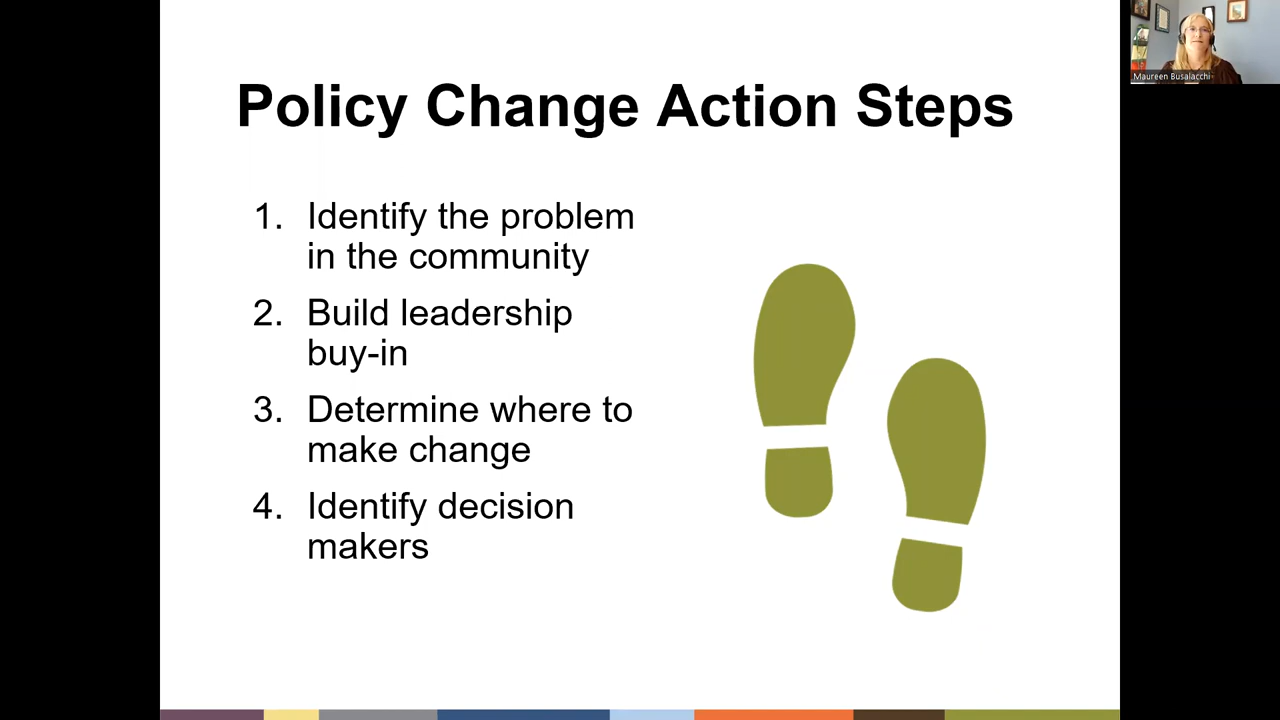 Policy Change Action Steps
1. Identify the problem
in the community
2. Build leadership
buy-in
3. Determine where to
make change
4. Identify decision
makers
Maureen Busalacchi